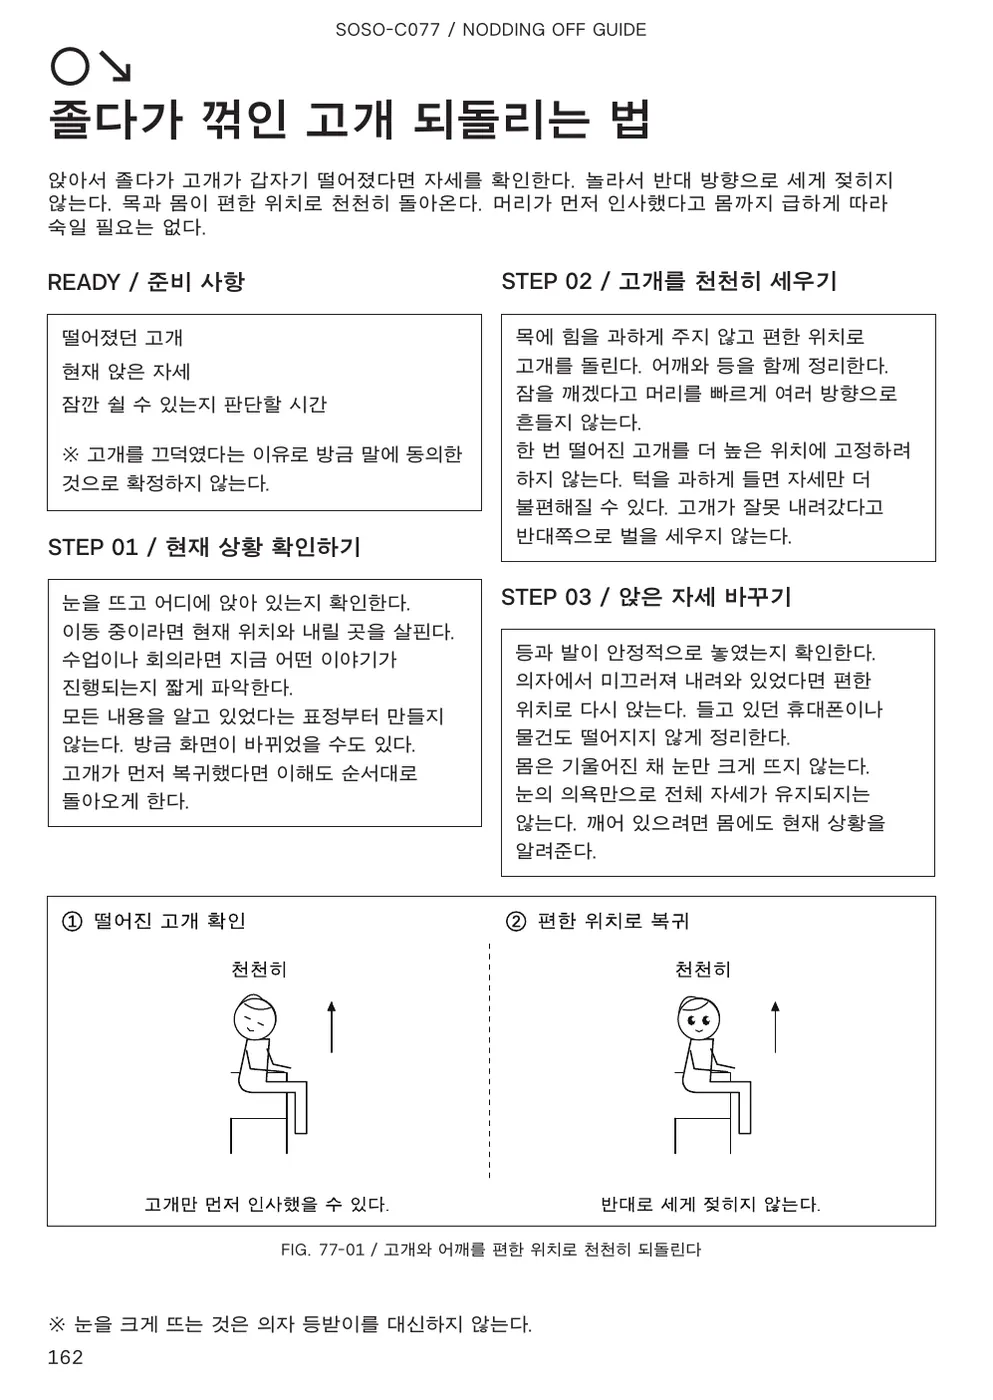 SOSO-C077 / NODDING OFF GUIDE
졸다가 꺾인 고개 되돌리는 법
앉아서 졸다가 고개가 갑자기 떨어졌다면 자세를 확인한다. 놀라서 반대 방향으로 세게 젖히지
않는다. 목과 몸이 편한 위치로 천천히 돌아온다. 머리가 먼저 인사했다고 몸까지 급하게 따라
숙일 필요는 없다.
READY / 준비 사항
떨어졌던 고개
현재 앉은 자세
잠깐 쉴 수 있는지 판단할 시간
※ 고개를 끄덕였다는 이유로 방금 말에 동의한
것으로 확정하지 않는다.
STEP 01 / 현재 상황 확인하기
눈을 뜨고 어디에 앉아 있는지 확인한다.
이동 중이라면 현재 위치와 내릴 곳을 살핀다.
수업이나 회의라면 지금 어떤 이야기가
진행되는지 짧게 파악한다.
모든 내용을 알고 있었다는 표정부터 만들지
않는다. 방금 화면이 바뀌었을 수도 있다.
고개가 먼저 복귀했다면 이해도 순서대로
돌아오게 한다.
STEP 02 / 고개를 천천히 세우기
목에 힘을 과하게 주지 않고 편한 위치로
고개를 돌린다. 어깨와 등을 함께 정리한다.
잠을 깨겠다고 머리를 빠르게 여러 방향으로
흔들지 않는다.
한 번 떨어진 고개를 더 높은 위치에 고정하려
하지 않는다. 턱을 과하게 들면 자세만 더
불편해질 수 있다. 고개가 잘못 내려갔다고
반대쪽으로 벌을 세우지 않는다.
STEP 03 / 앉은 자세 바꾸기
등과 발이 안정적으로 놓였는지 확인한다.
의자에서 미끄러져 내려와 있었다면 편한
위치로 다시 앉는다. 들고 있던 휴대폰이나
물건도 떨어지지 않게 정리한다.
몸은 기울어진 채 눈만 크게 뜨지 않는다.
눈의 의욕만으로 전체 자세가 유지되지는
않는다. 깨어 있으려면 몸에도 현재 상황을
알려준다.
① 떨어진 고개 확인
천천히
고개만 먼저 인사했을 수 있다.
② 편한 위치로 복귀
천천히
반대로 세게 젖히지 않는다.
FIG. 77-01 / 고개와 어깨를 편한 위치로 천천히 되돌린다
※ 눈을 크게 뜨는 것은 의자 등받이를 대신하지 않는다.
162